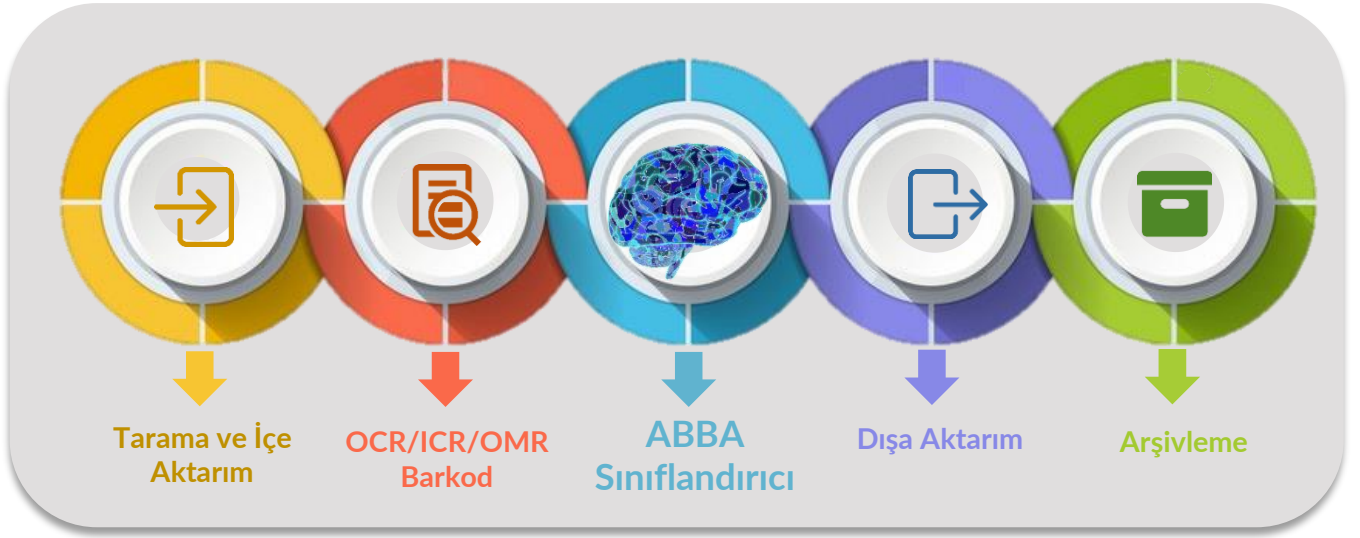 Tarama ve İçe
Aktarım
OCR/ICR/OMR
Barkod
ABBA
Sınıflandırıcı
Dışa Aktarım
Arşivleme